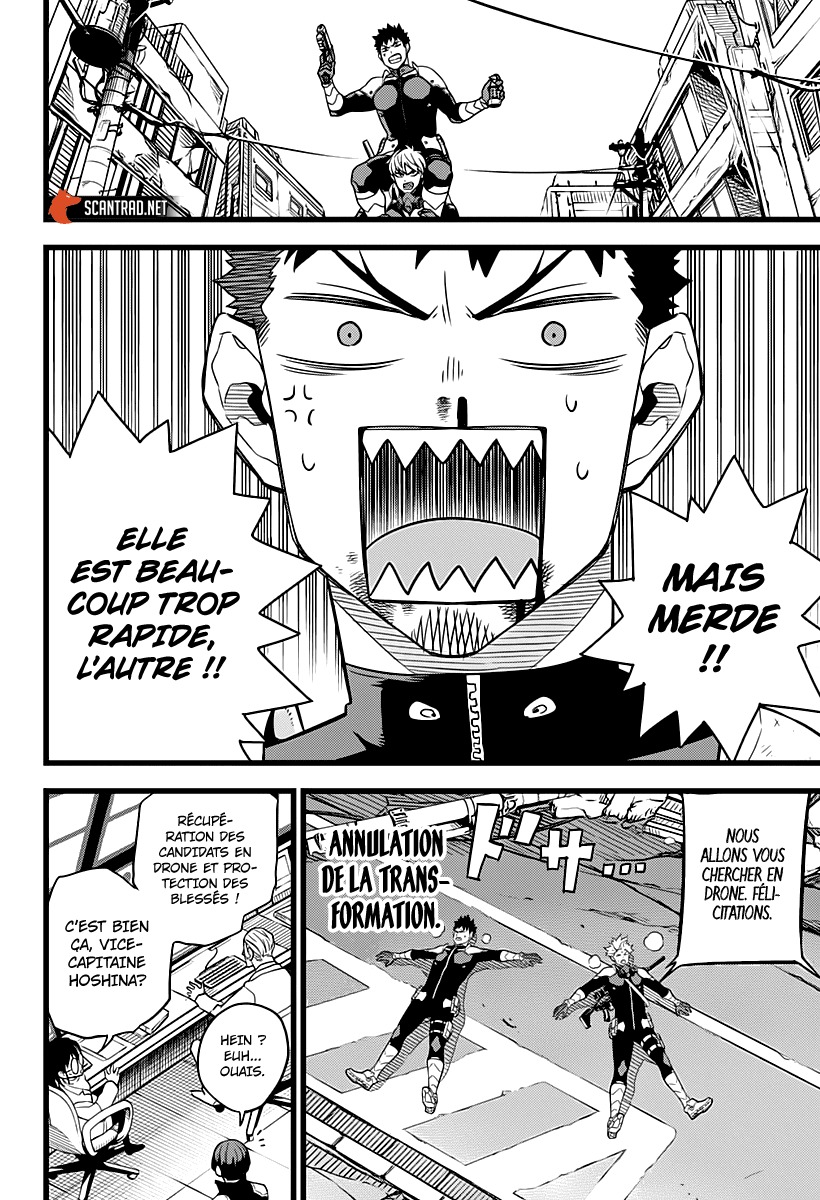 SCANTRAD.NET
MAIS
MERDE
!!
ELLE
EST BEAU-
COUP TROP
RAPIDE,
L'AUTRE !!
NOUS
ALLONS VOUS
CHERCHER EN
DRONE. FÉLI-
CITATIONS.
ドサ...
ANNULATION
DE LA TRANS-
FORMATION.
RÉCUPÉ-
RATION DES
CANDIDATS EN
DRONE ET PRO-
TECTION DES
BLESSÉS !
C'EST BIEN
ÇA, VICE-
CAPITAINE
HOSHINA?
HEIN ?
EUH...
OUAIS.